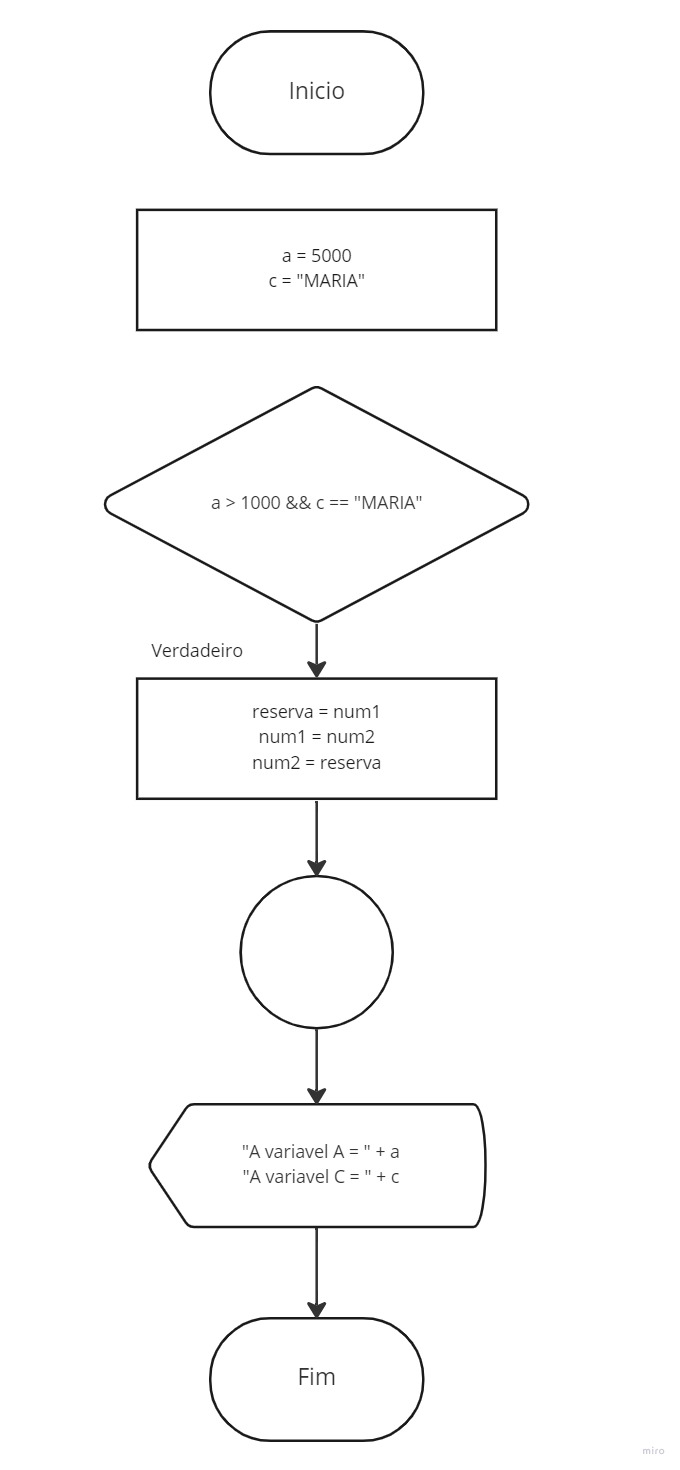 Inicio
a = 5000
c = "MARIA"
a > 1000 && c == "MARIA"
Verdadeiro
reserva = num1
num1 = num2
num2 = reserva
"A variavel A = " + a
"A variavel C = " + c
Fim
miro